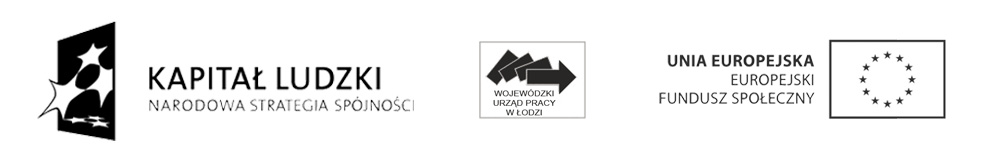 KAPITAŁ LUDZKI
NARODOWA STRATEGIA SPÓJNOŚCI
WOJEWÓDZKI
URZĄD PRACY
W ŁODZI
UNIA EUROPEJSKA
EUROPEJSKI
FUNDUSZ SPOŁECZNY